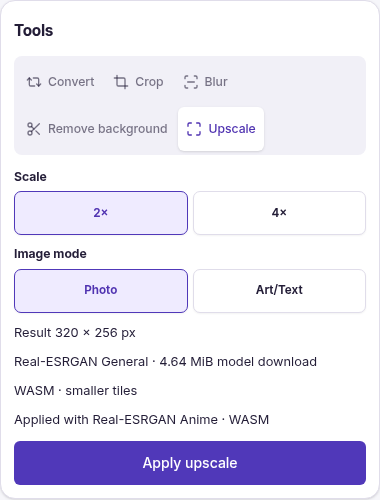 Tools
Convert Crop Blur
Remove background Upscale
Scale
2× 4×
Image mode
Photo Art/Text
Result 320 × 256 px
Real-ESRGAN General · 4.64 MiB model download
WASM · smaller tiles
Applied with Real-ESRGAN Anime · WASM
Apply upscale